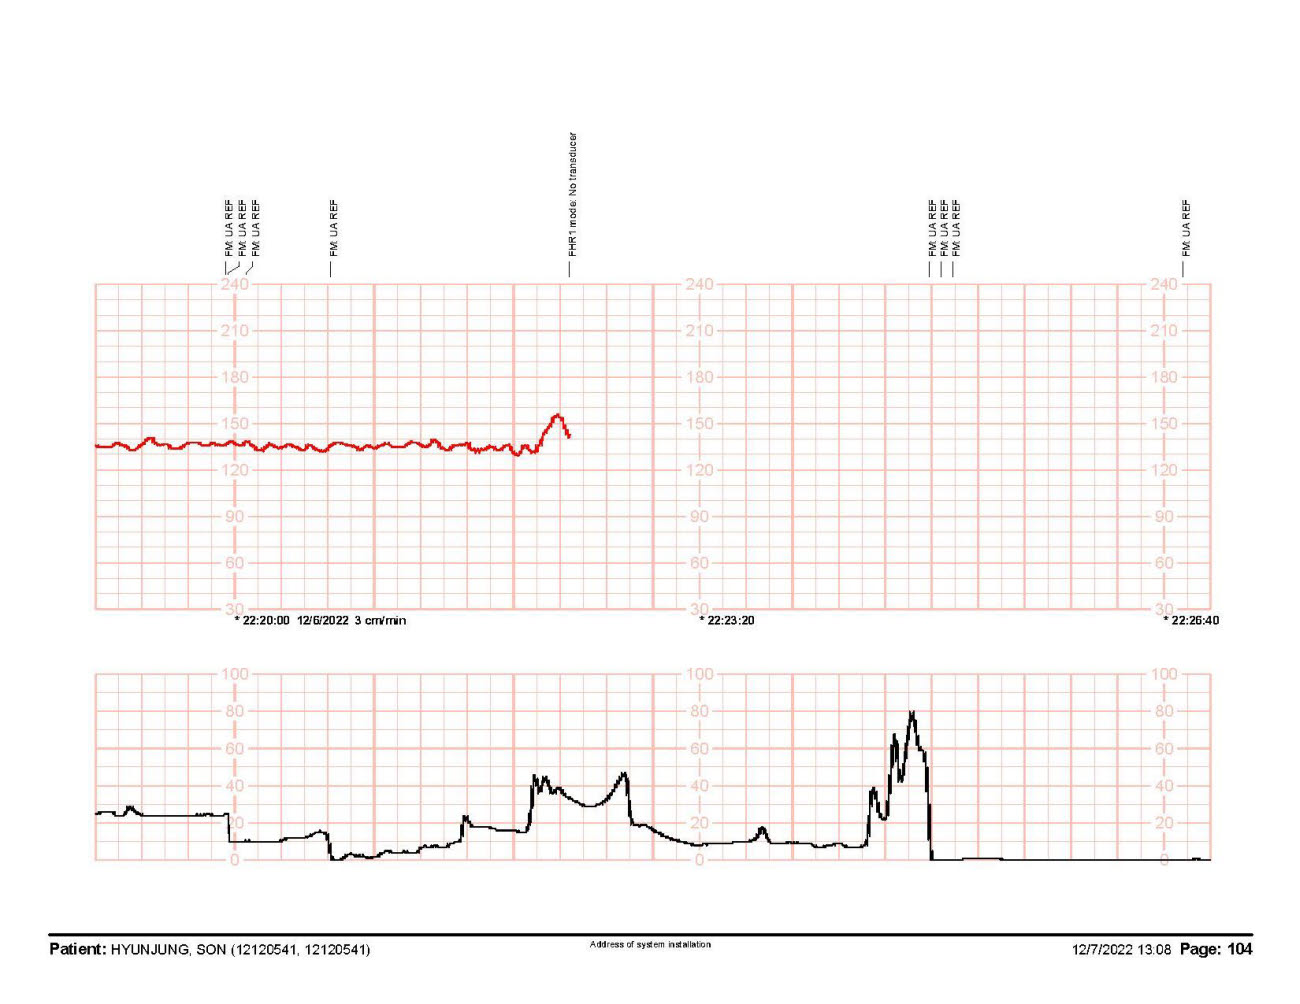 FM: UA REF
FM: UA REF
FM: UA REF
FM: UA REF
FHR1 mode: No transducer
FM: UA REF
FM: UA REF
FM: UA REF
FM: UA REF
240 240 240
210 210 210
180 180 180
150 150 150
120 120 120
90 90 90
60 60 60
30 30 30
* 22:20:00 12/6/2022 3 cm/min * 22:23:20 * 22:26:40
100 100 100
80 80 80
60 60 60
40 40 40
20 20 20
0 0 0
Patient: HYUNJUNG, SON (12120541, 12120541) Address of system installation 12/7/2022 13:08 Page: 104